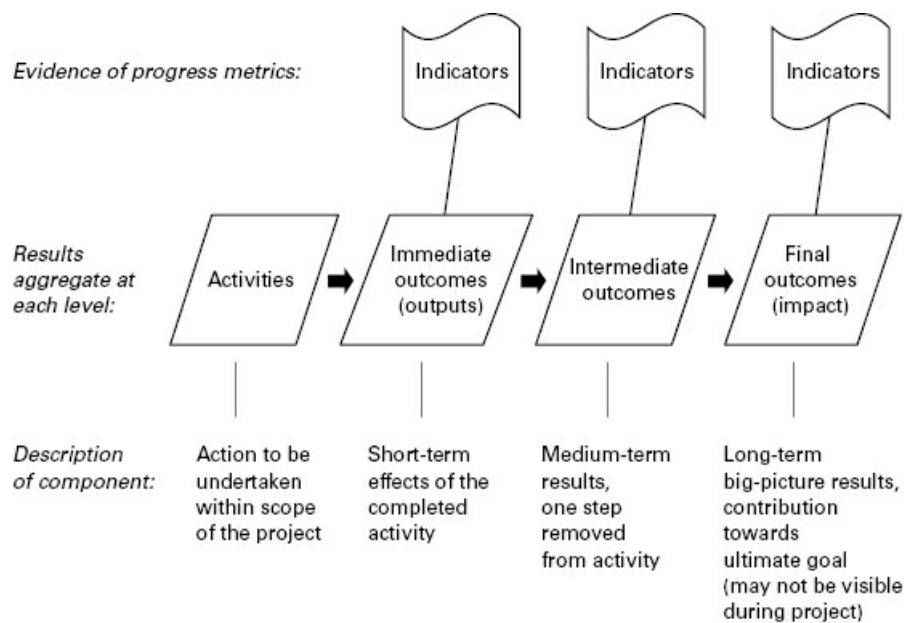 Evidence of progress metrics:
Indicators
Indicators
Indicators
Results
aggregate at
each level:
Activities
Immediate
outcomes
(outputs)
Intermediate
outcomes
Final
outcomes
(impact)
Description
of component:
Action to be
undertaken
within scope
of the project
Short-term
effects of the
completed
activity
Medium-term
results,
one step
removed
from activity
Long-term
big-picture results,
contribution
towards
ultimate goal
(may not be visible
during project)